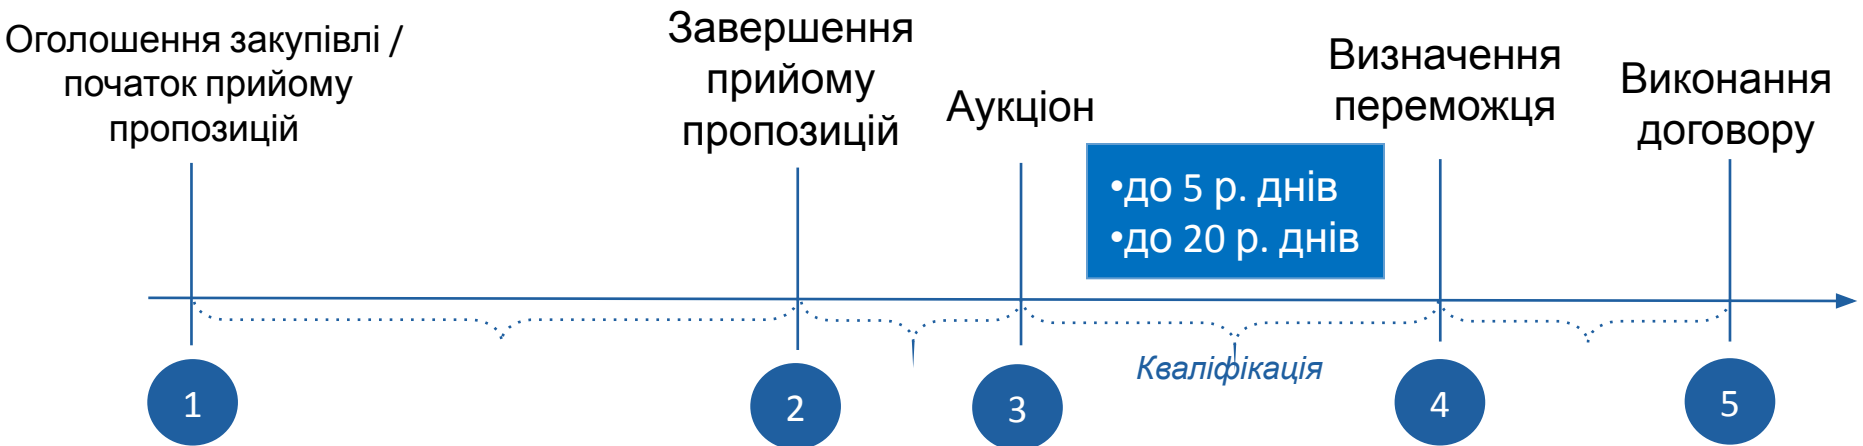 Оголошення закупівлі /
початок прийому
пропозицій
Завершення
прийому
пропозицій
Аукціон
Визначення
переможця
Виконання
договору
•до 5 р. днів
•до 20 р. днів
Кваліфікація
1
2
3
4
5